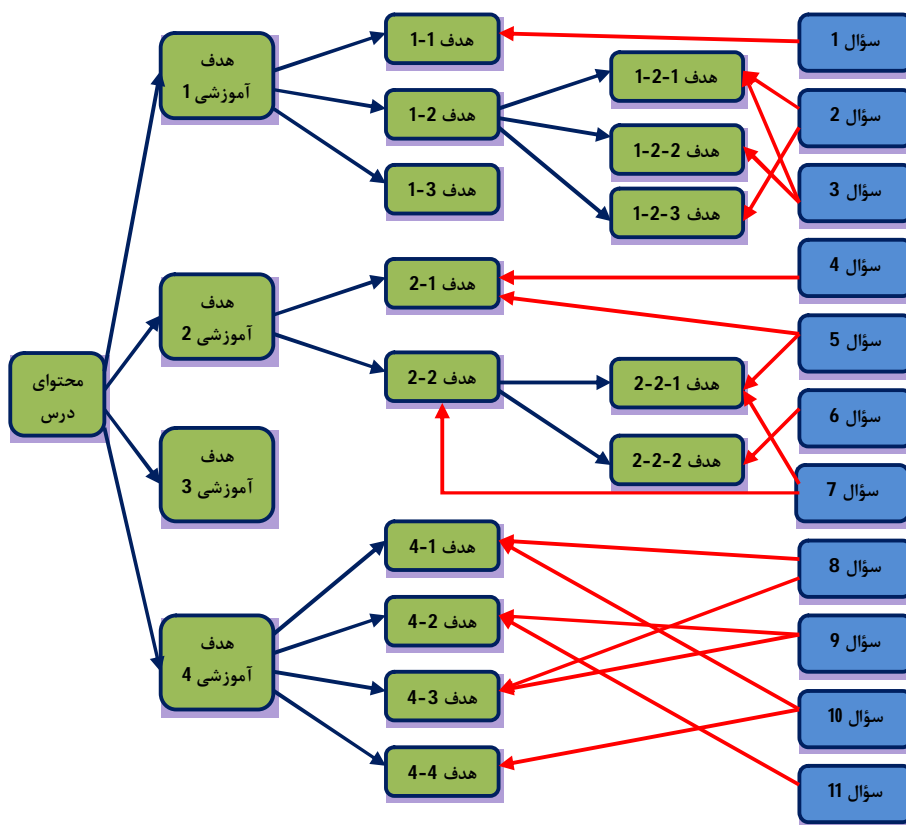 محتوای
درس
هدف
آموزشی 1
هدف
آموزشی 2
هدف
آموزشی 3
هدف
آموزشی 4
هدف 1-1
هدف 1-2
هدف 1-3
هدف 2-1
هدف 2-2
هدف 4-1
هدف 4-2
هدف 4-3
هدف 4-4
هدف 1-2-1
هدف 1-2-2
هدف 1-2-3
هدف 2-2-1
هدف 2-2-2
سؤال 1
سؤال 2
سؤال 3
سؤال 4
سؤال 5
سؤال 6
سؤال 7
سؤال 8
سؤال 9
سؤال 10
سؤال 11